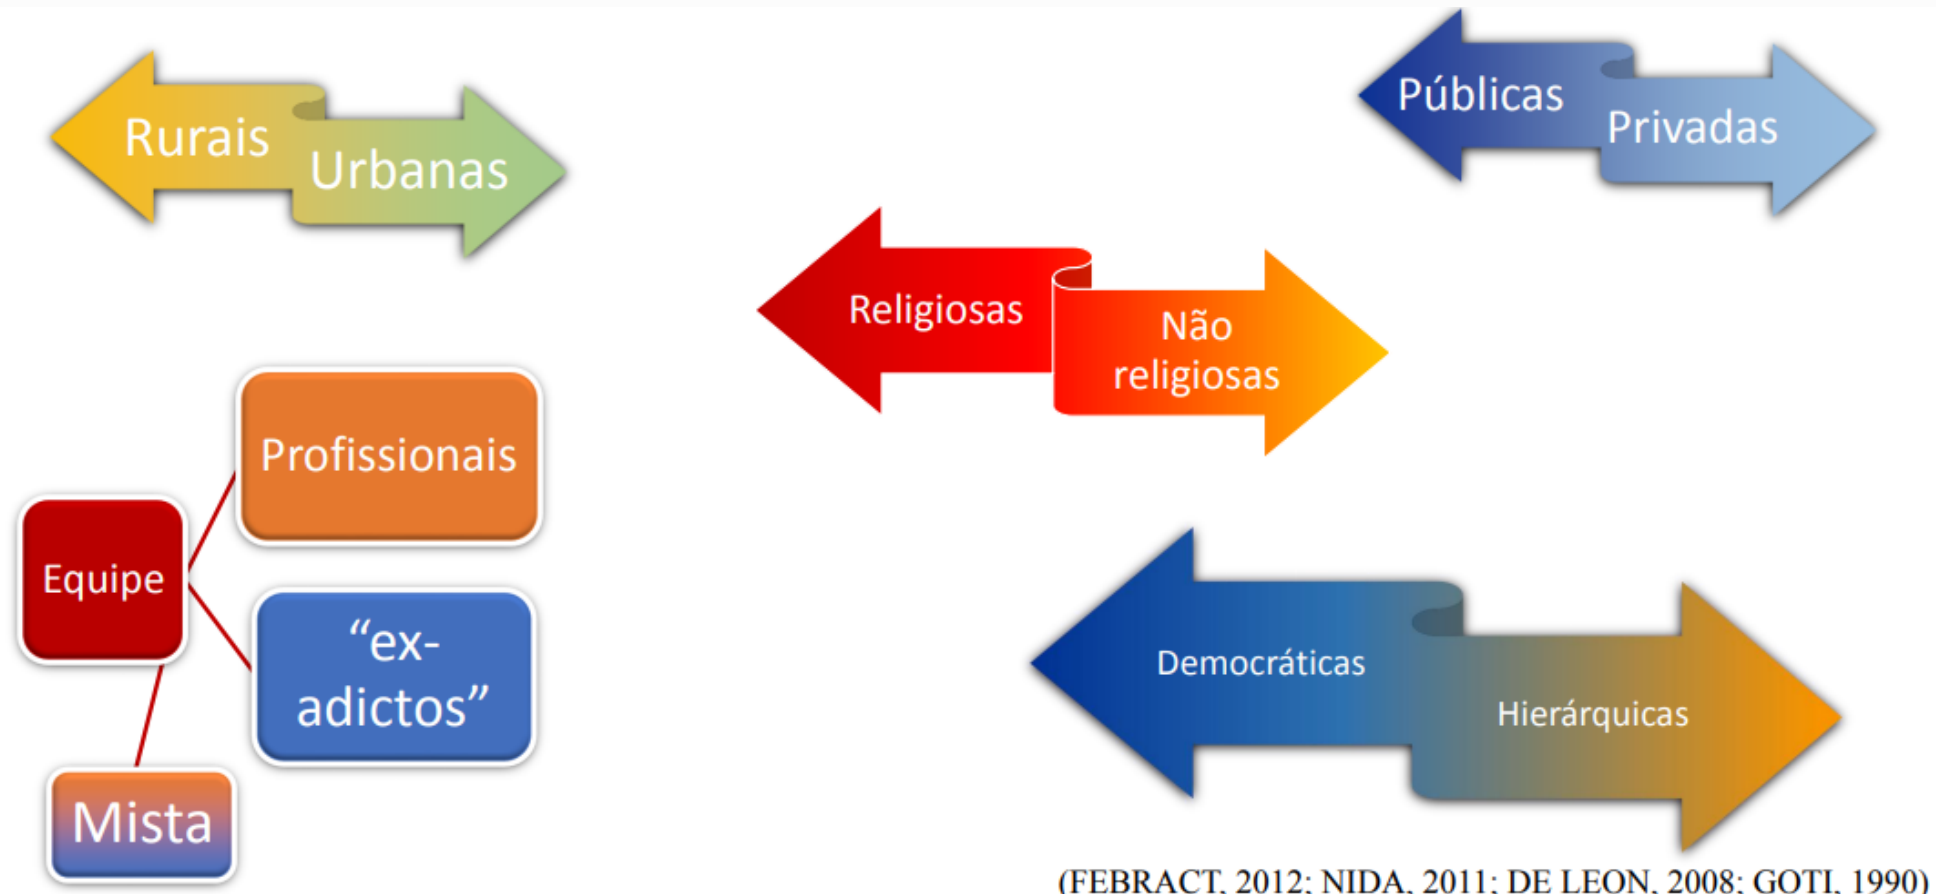 Rurais
Urbanas
Públicas
Privadas
Religiosas
Não
religiosas
Profissionais
Equipe
“ex-
adictos”
Mista
Democráticas
Hierárquicas
(FEBRACT, 2012; NIDA, 2011; DE LEON, 2008; GOTI, 1990)